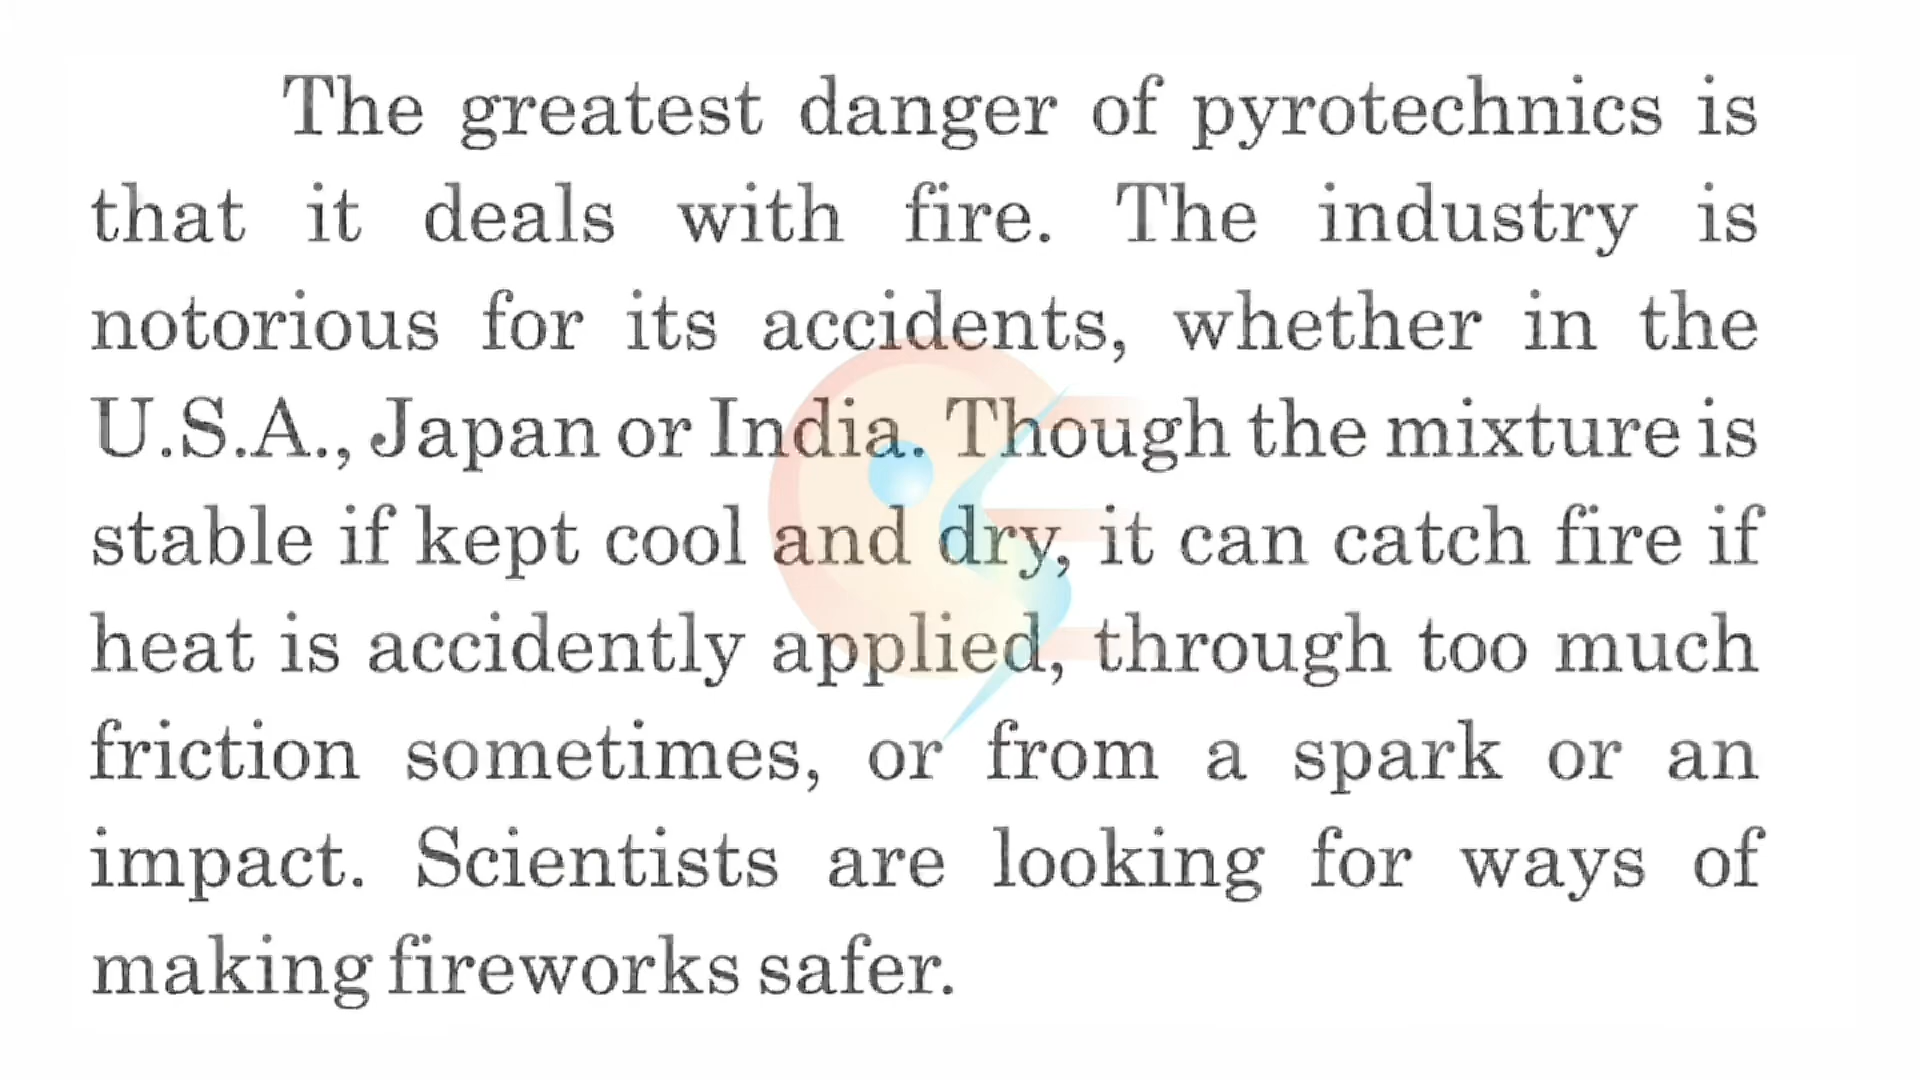 The greatest danger of pyrotechnics is
that it deals with fire. The industry is
notorious for its accidents, whether in the
U.S.A., Japan or India. Though the mixture is
stable if kept cool and dry, it can catch fire if
heat is accidently applied, through too much
friction sometimes, or from a spark or an
impact. Scientists are looking for ways of
making fireworks safer.